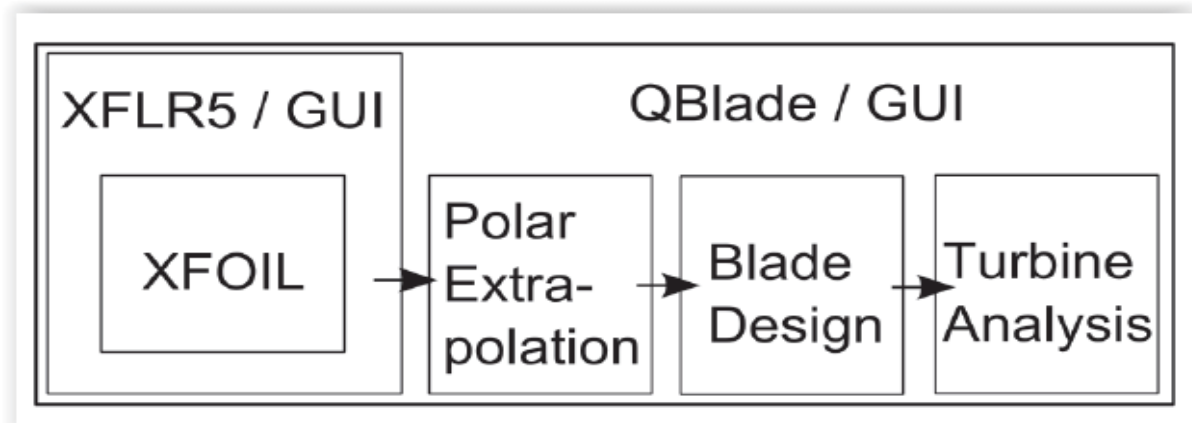 XFLR5 / GUI
QBlade / GUI
XFOIL
Polar
Extra-
polation
Blade
Design
Turbine
Analysis